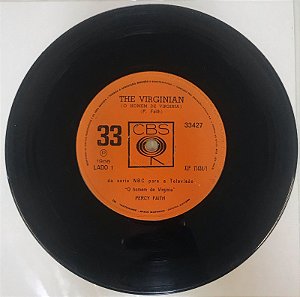 THE VIRGINIAN
(O HOMEM DE VIRGINIA)
(P. Faith)
33
CBS
33427
LADO 1
da serie NBC para a Televisão
"O homem de Virginia"
PERCY FAITH